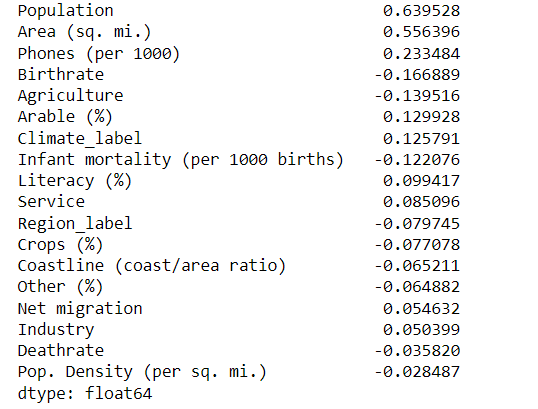 Population 0.639528
Area (sq. mi.) 0.556396
Phones (per 1000) 0.233484
Birthrate -0.166889
Agriculture -0.139516
Arable (%) 0.129928
Climate_label 0.125791
Infant mortality (per 1000 births) -0.122076
Literacy (%) 0.099417
Service 0.085096
Region_label -0.079745
Crops (%) -0.077078
Coastline (coast/area ratio) -0.065211
Other (%) -0.064882
Net migration 0.054632
Industry 0.050399
Deathrate -0.035820
Pop. Density (per sq. mi.) -0.028487
dtype: float64